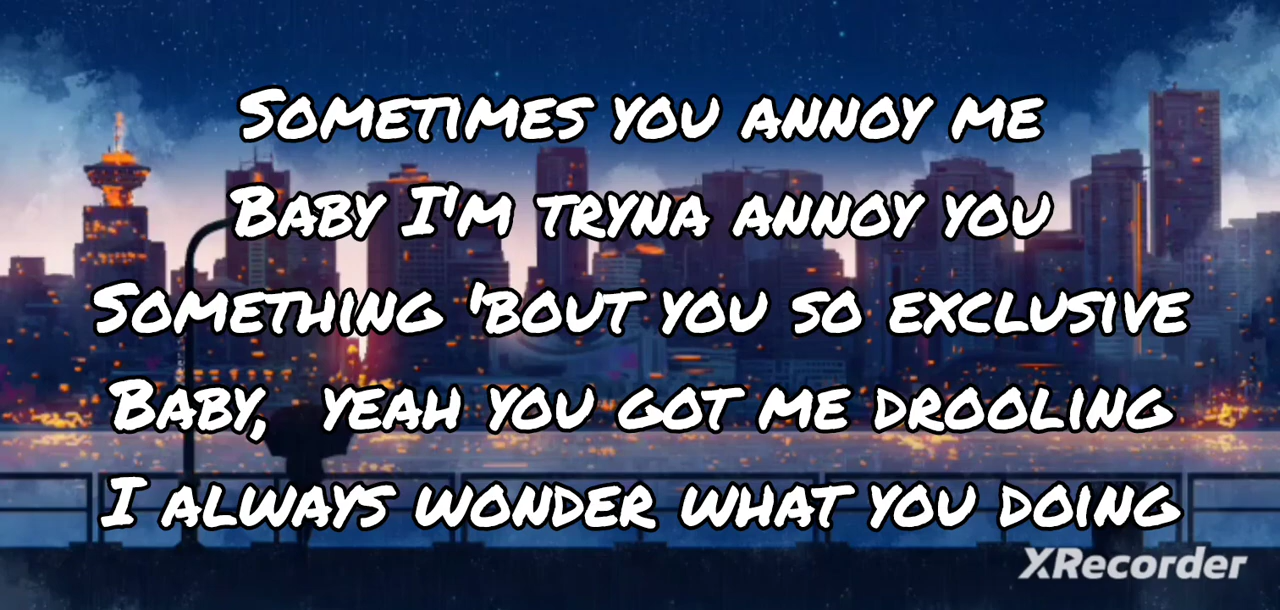 Sometimes you annoy me
Baby I'm tryna annoy you
Something 'bout you so exclusive
Baby, yeah you got me drooling
I always wonder what you doing
XRecorder